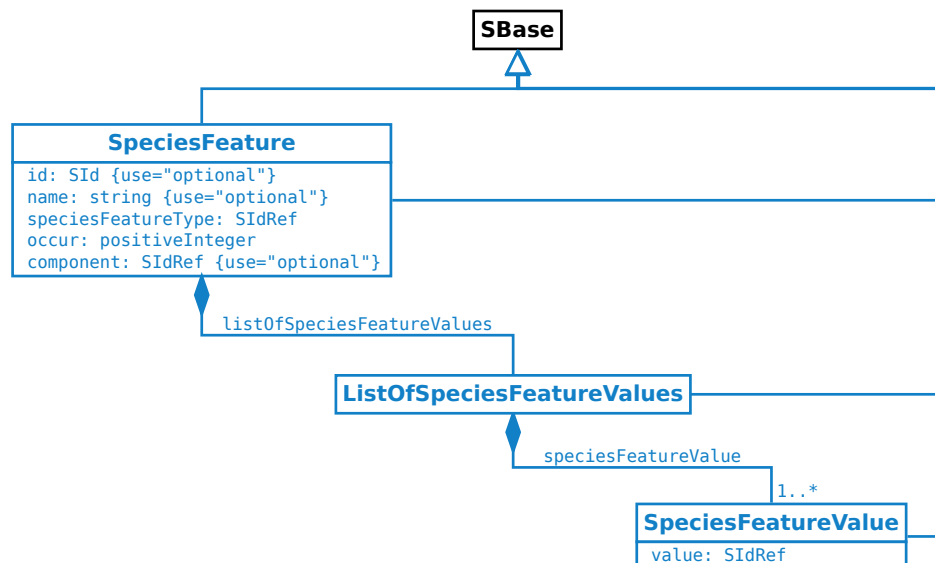 SBase
SpeciesFeature
id: SId {use="optional"}
name: string {use="optional"}
speciesFeatureType: SIdRef
occur: positiveInteger
component: SIdRef {use="optional"}
listOfSpeciesFeatureValues
ListOfSpeciesFeatureValues
speciesFeatureValue
1..*
SpeciesFeatureValue
value: SIdRef